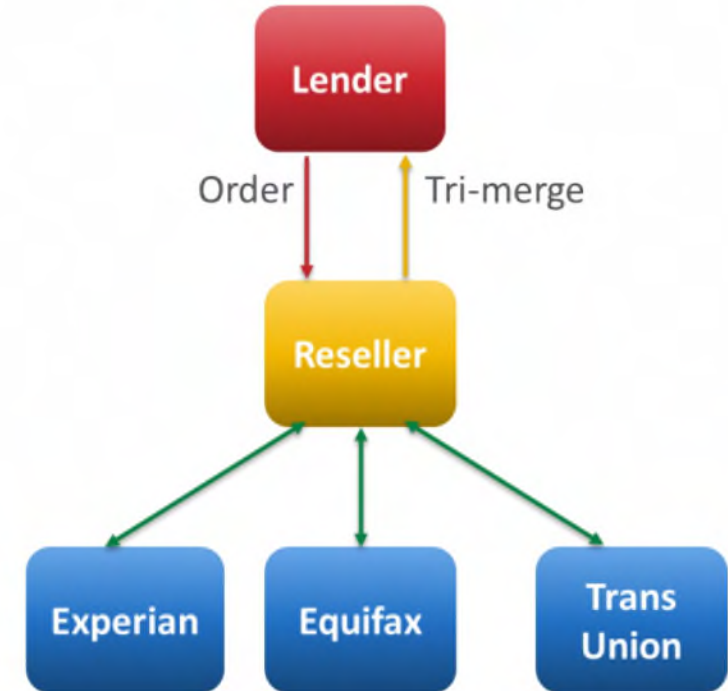 Lender
Order
Tri-merge
Reseller
Experian
Equifax
Trans
Union